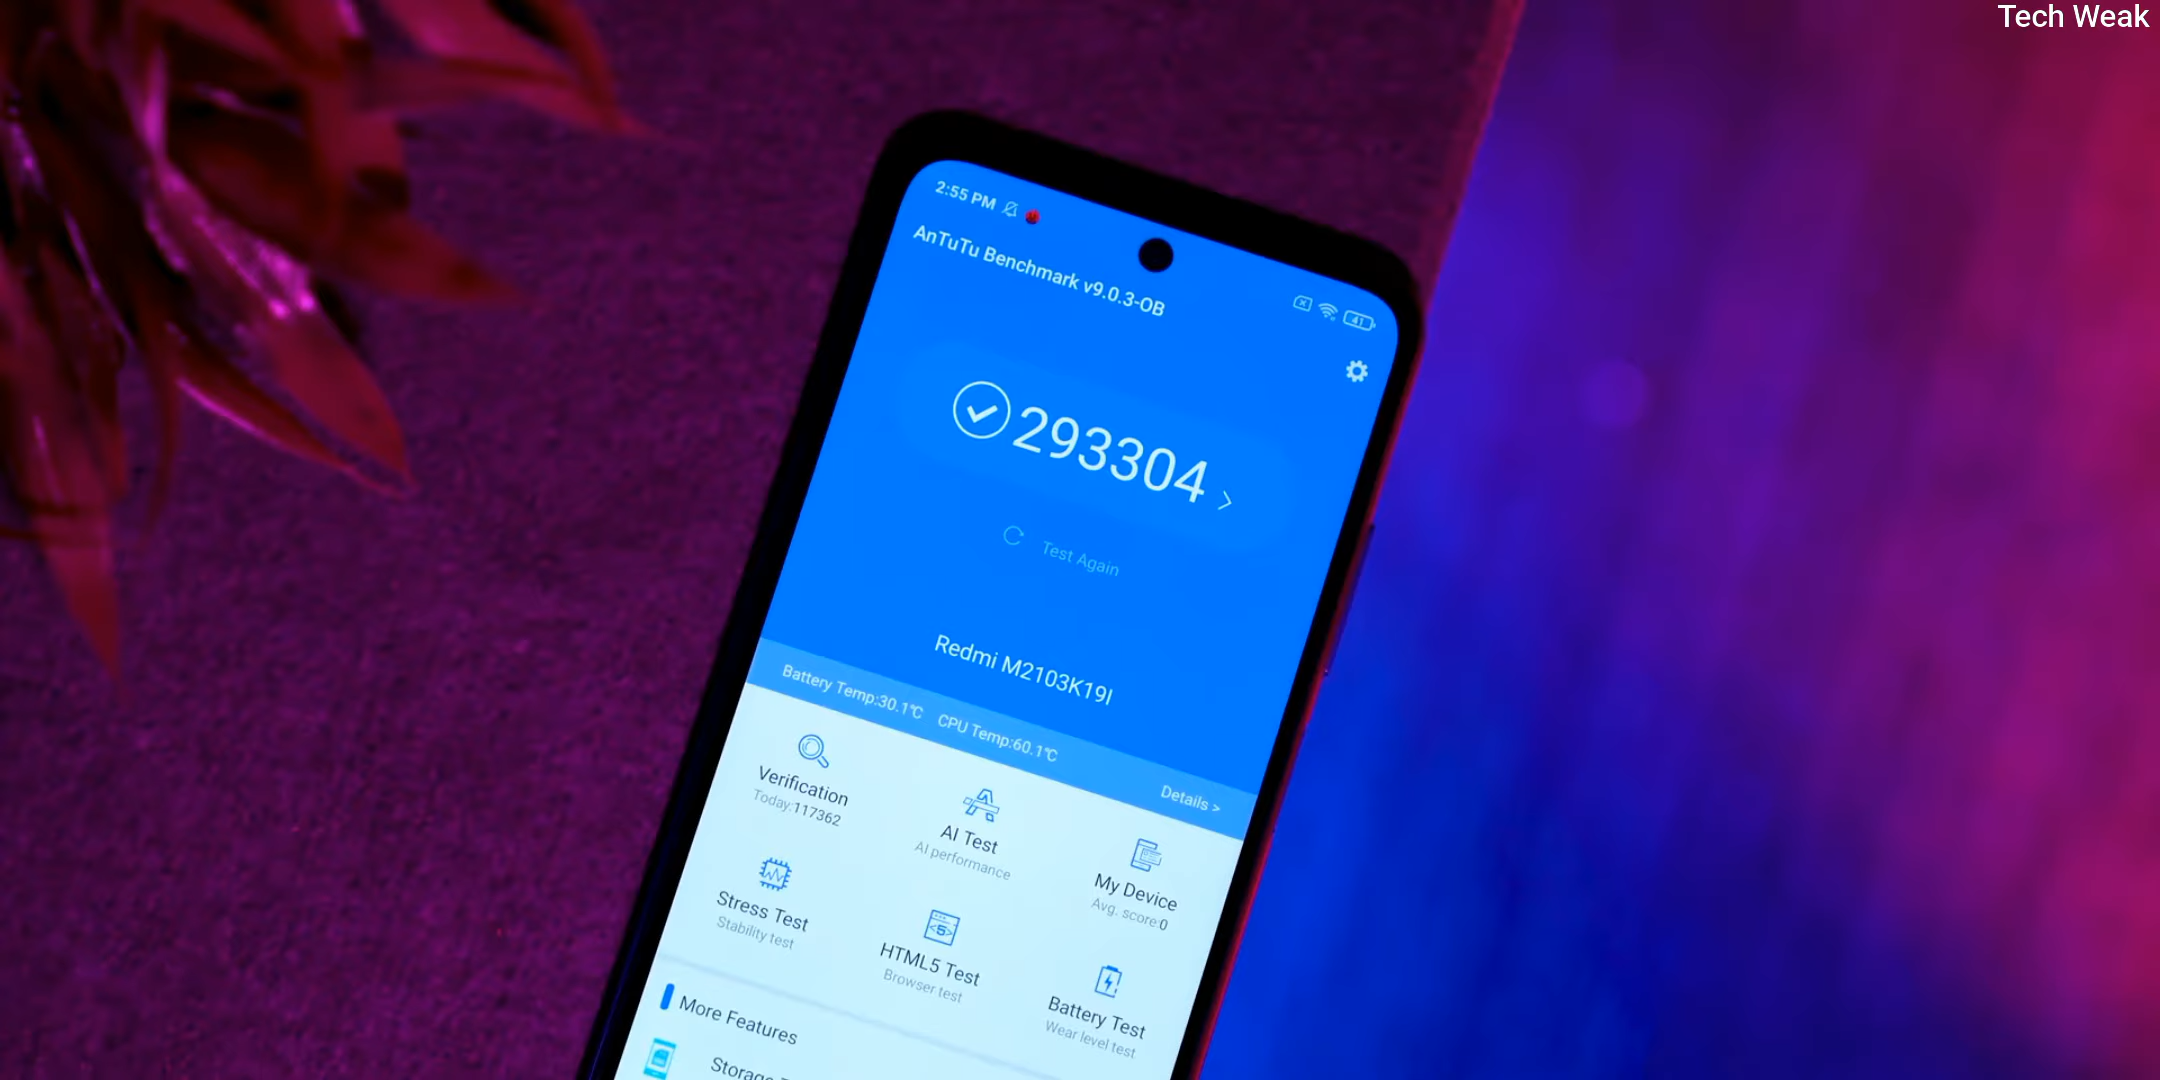 Tech Weak
2:55 PM
41
AnTuTu Benchmark v9.0.3-OB
293304 >
Test Again
Redmi M2103K19I
Battery Temp:30.1℃ CPU Temp:60.1℃
Details >
Verification
Today:117362
AI Test
AI performance
My Device
Avg. score:0
Stress Test
Stability test
HTML5 Test
Browser test
Battery Test
Wear level test
More Features
Storage